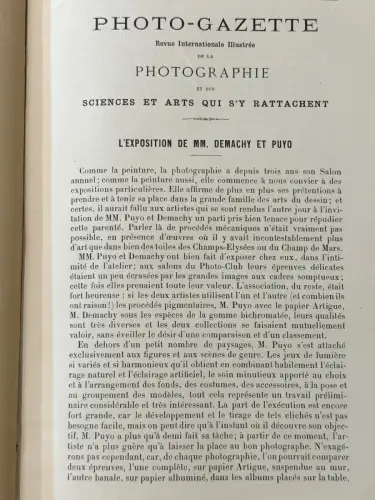 PHOTO-GAZETTE
Revue Internationale Illustrée
DE LA
PHOTOGRAPHIE
ET DES
SCIENCES ET ARTS QUI S'Y RATTACHENT
L'EXPOSITION DE MM. DEMACHY ET PUYO
Comme la peinture, la photographie a depuis trois ans son Salon
annuel; comme la peinture aussi, elle commence à nous convier à des
expositions particulières. Elle affirme de plus en plus ses prétentions à
prendre et à tenir sa place dans la grande famille des arts du dessin; et
certes, il aurait fallu aux artistes qui se sont rendus l'autre jour à l'invi-
tation de MM. Puyo et Demachy un parti pris bien tenace pour répudier
cette parenté. Parler là de procédés mécaniques n'était vraiment pas
possible, en présence d'œuvres où il y avait incontestablement plus
d'art que dans bien des toiles des Champs-Elysées ou du Champ de Mars.
MM. Puyo et Demachy ont bien fait d'exposer chez eux, dans l'inti-
mité de l'atelier; aux salons du Photo-Club leurs épreuves délicates
étaient un peu écrasées par les grandes images aux cadres somptueux;
cette fois elles prenaient toute leur valeur. L'association, du reste, était
fort heureuse : si les deux artistes utilisent l'un et l'autre (et combien ils
ont raison!) les procédés pigmentaires, M. Puyo avec le papier Artigue,
M. Demachy sous les espèces de la gomme bichromatée, leurs qualités
sont très diverses et les deux collections se faisaient mutuellement
valoir, sans éveiller le désir d'une comparaison et d'un classement.
En dehors d'un petit nombre de paysages, M. Puyo s'est attaché
exclusivement aux figures et aux scènes de genre. Les jeux de lumière
si variés et si harmonieux qu'il obtient en combinant habilement l'éclai-
rage naturel et l'éclairage artificiel, le soin minutieux apporté au choix
et à l'arrangement des fonds, des costumes, des accessoires, à la pose et
au groupement des modèles, tout cela représente un travail prélimi-
naire considérable et très intéressant. La part de l'exécution est encore
fort grande, car le développement et le tirage de tels clichés n'est pas
besogne facile, mais on peut dire qu'à l'instant où il découvre son objec-
tif, M. Puyo a plus qu'à demi fait sa tâche; à partir de ce moment, l'ar-
tiste n'a plus guère qu'à laisser la place au bon photographe. N'exagé-
rons pas cependant, car, de chaque photographie, l'on pourrait comparer
deux épreuves, l'une complète, sur papier Artigue, suspendue au mur,
l'autre banale, sur papier albuminé, dans les albums placés sur la table.